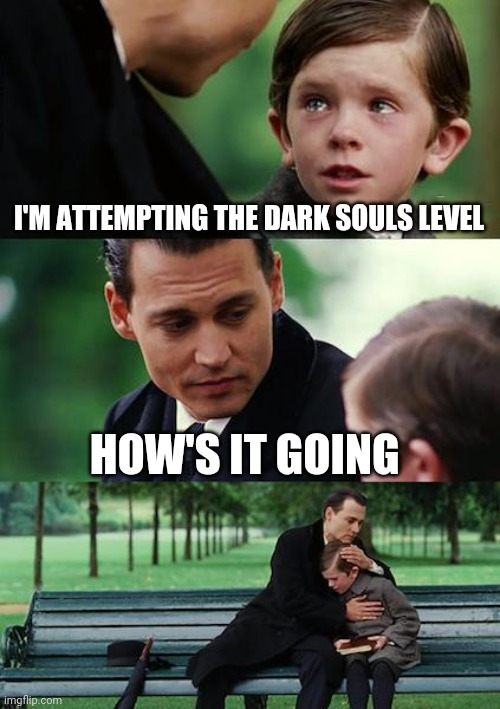 I'M ATTEMPTING THE DARK SOULS LEVEL
HOW'S IT GOING
imgflip.com